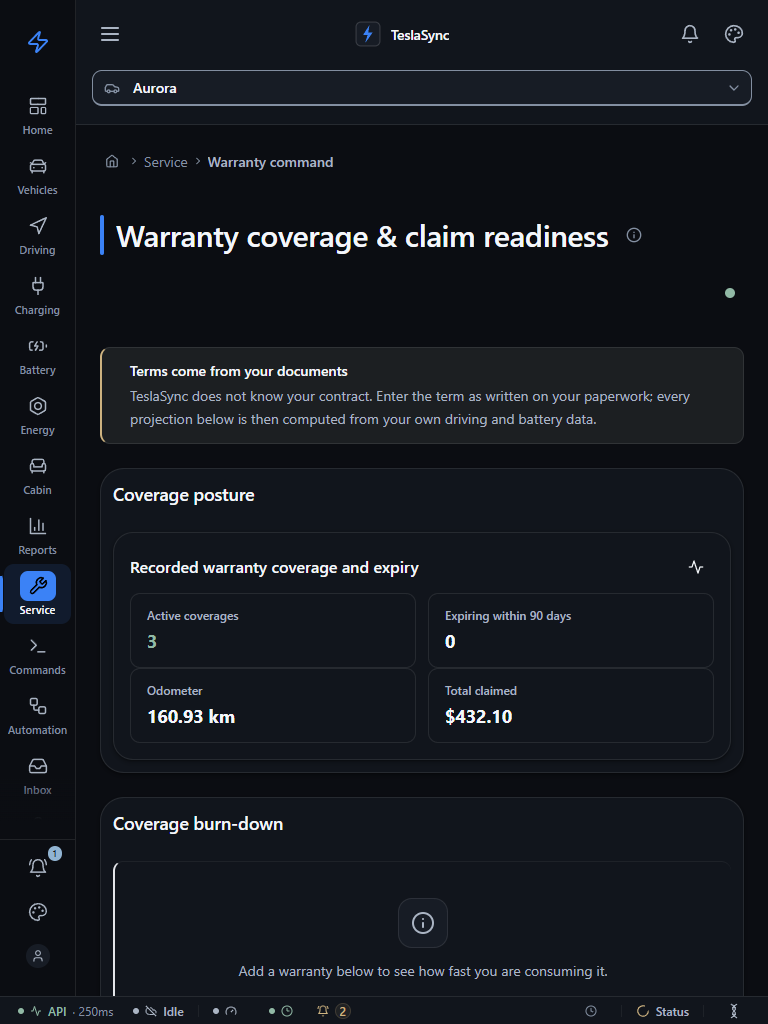 TeslaSync
Aurora
Home
Vehicles
Driving
Charging
Battery
Energy
Cabin
Reports
Service
Commands
Automation
Inbox
1
Service
Warranty command
Warranty coverage & claim readiness
Terms come from your documents
TeslaSync does not know your contract. Enter the term as written on your paperwork; every
projection below is then computed from your own driving and battery data.
Coverage posture
Recorded warranty coverage and expiry
Active coverages
3
Expiring within 90 days
0
Odometer
160.93 km
Total claimed
$432.10
Coverage burn-down
Add a warranty below to see how fast you are consuming it.
API · 250ms
Idle
2
Status